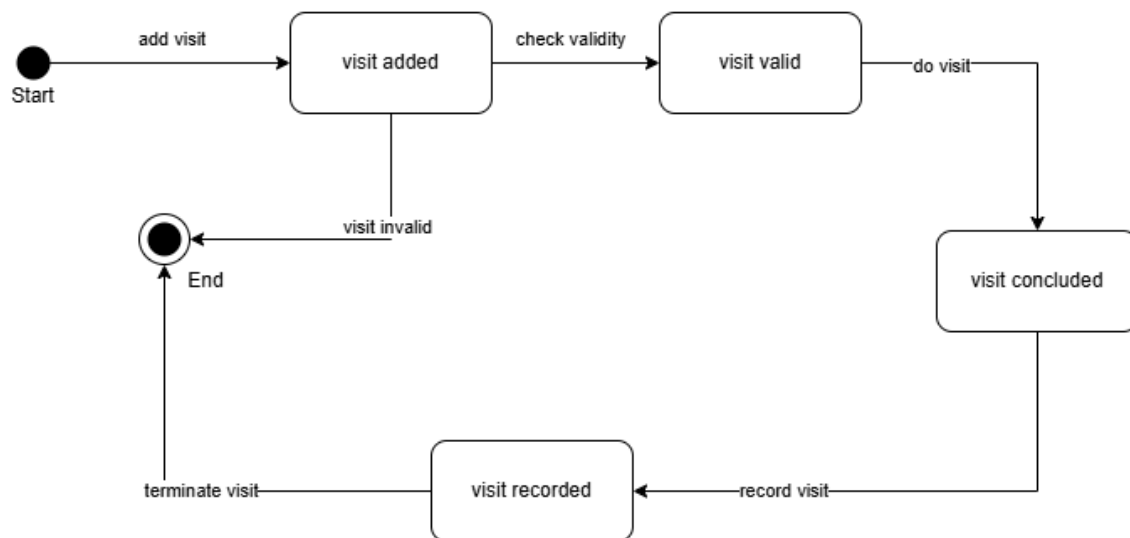 add visit
check validity
visit added
visit valid
do visit
Start
visit invalid
End
visit concluded
terminate visit
visit recorded
record visit